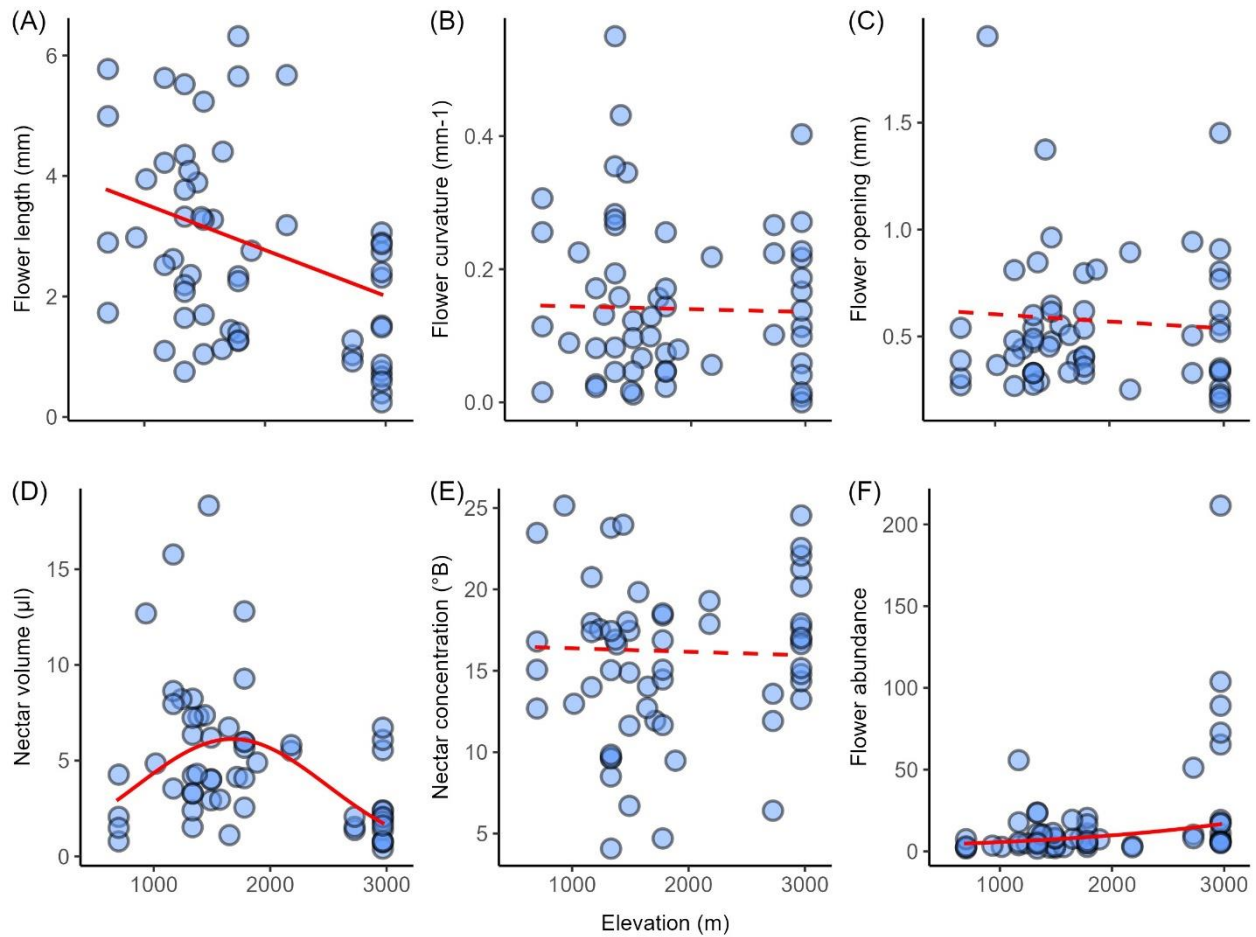 (A)
Flower length (mm)
6
4
2
0
(B)
Flower curvature (mm-1)
0.4
0.2
0.0
(C)
Flower opening (mm)
1.5
1.0
0.5
(D)
Nectar volume (µl)
15
10
5
0
1000 2000 3000
(E)
Nectar concentration (°B)
25
20
15
10
5
1000 2000 3000
(F)
Flower abundance
200
150
100
50
0
1000 2000 3000
Elevation (m)